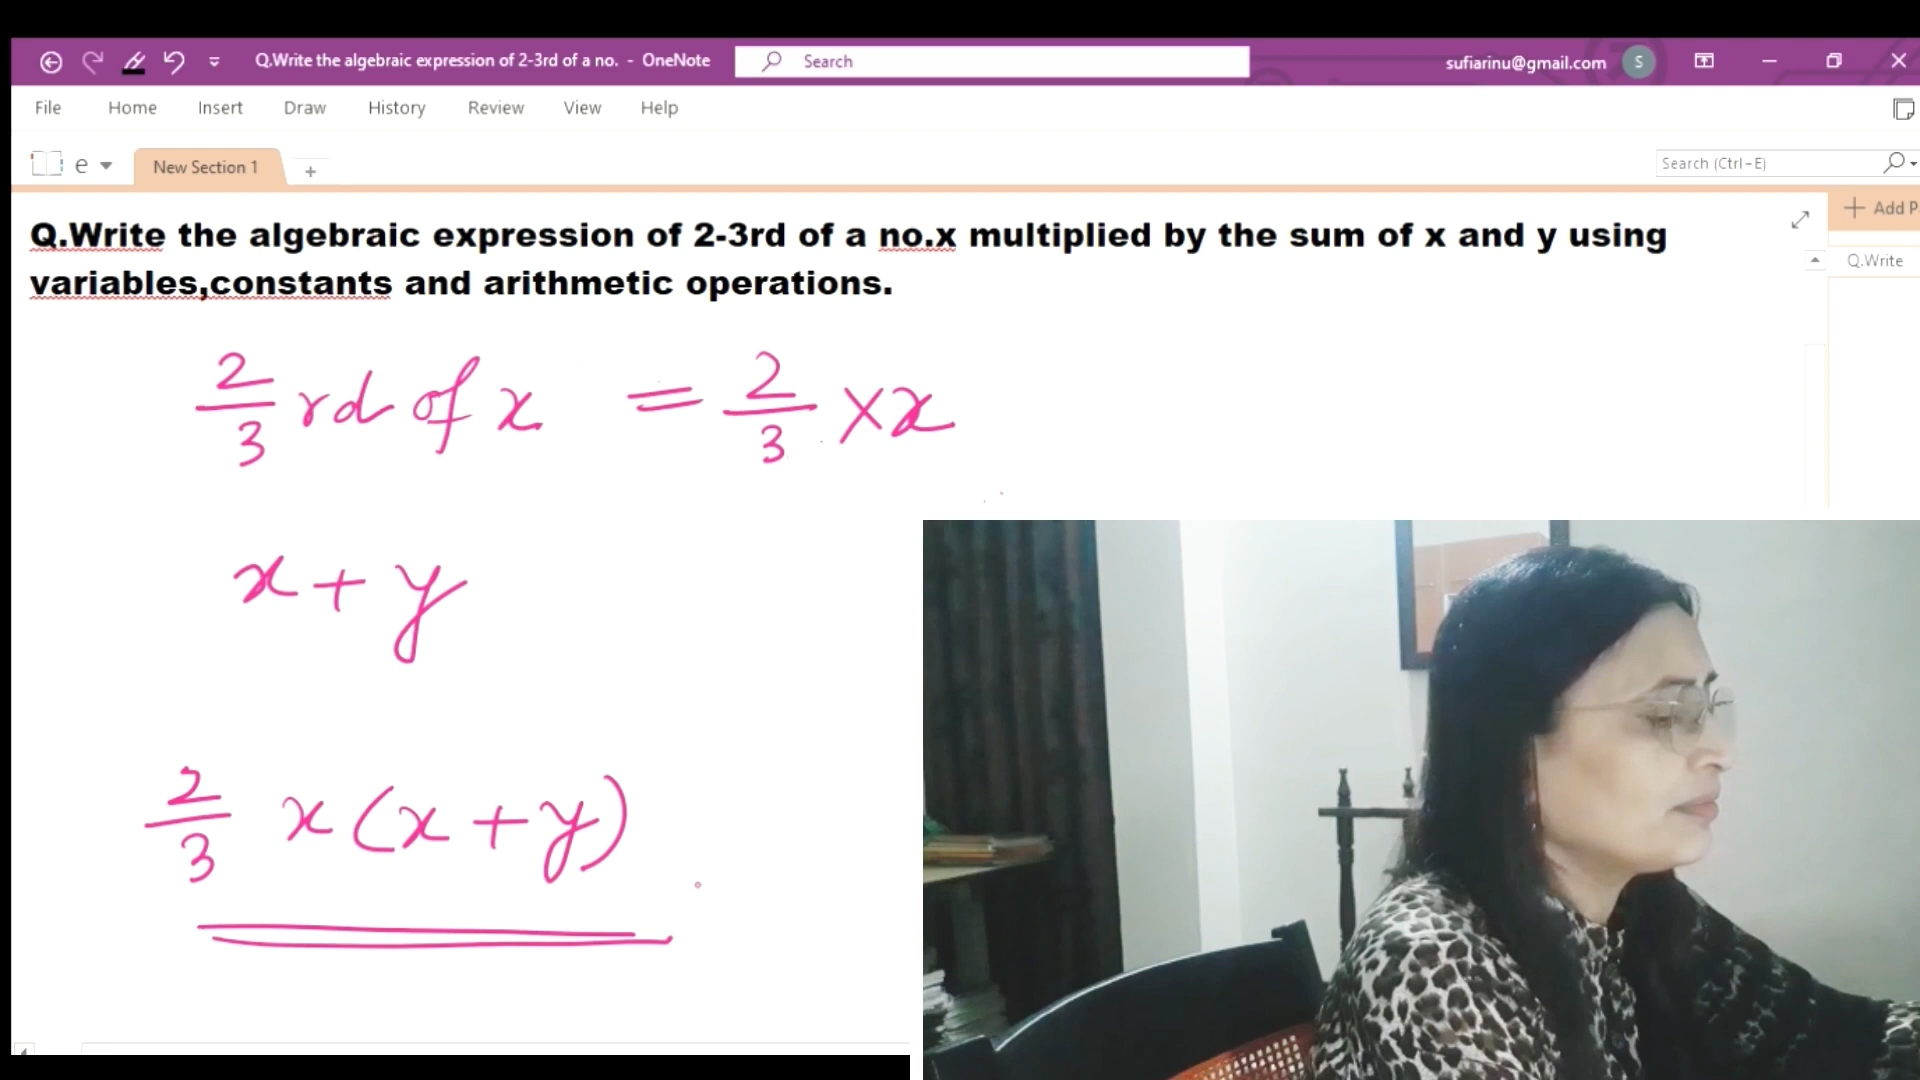 Q.Write the algebraic expression of 2-3rd of a no. - OneNote
Search
sufiarinu@gmail.com
S
File Home Insert Draw History Review View Help
e
New Section 1
+
Search (Ctrl-E)
Q.Write the algebraic expression of 2-3rd of a no.x multiplied by the sum of x and y using
variables,constants and arithmetic operations.
Add P
Q.Write
2/3 rd of x = 2/3 × x
x + y
2/3 x(x + y)